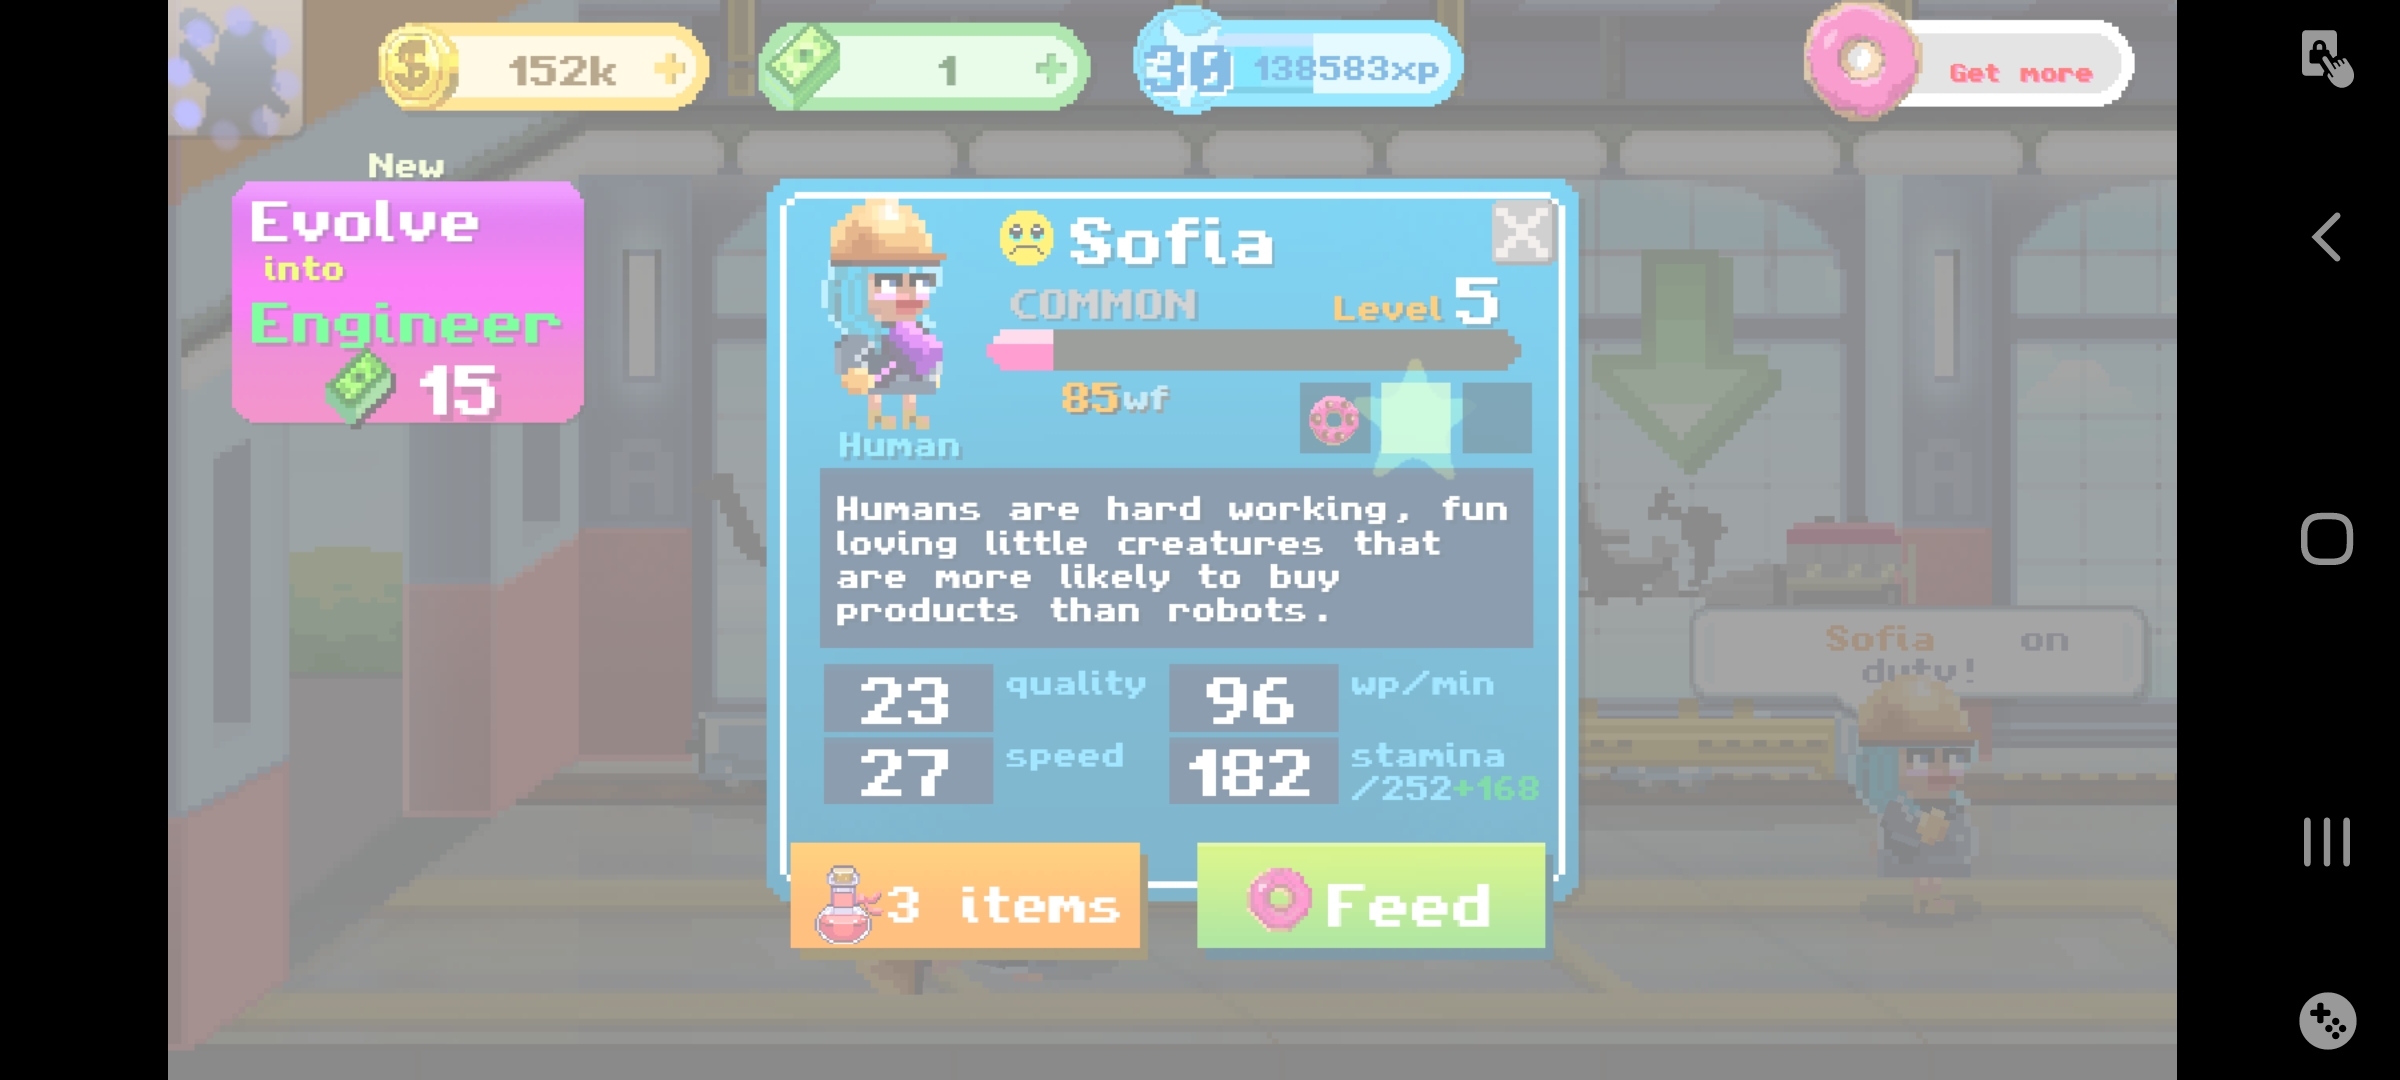 152k
1
30 138583xp
Get more
New
Evolve
into
Engineer
15
Sofia
COMMON
Level 5
85wf
Human
Humans are hard working, fun
loving little creatures that
are more likely to buy
products than robots.
23 quality 96 wp/min
27 speed 182 stamina
/252+168
Sofia on
duty!
3 items
Feed